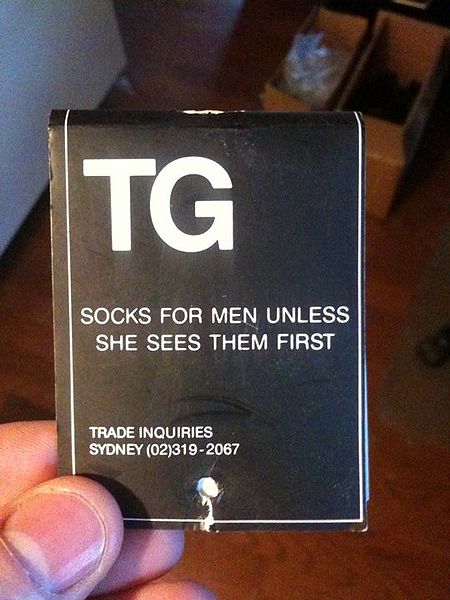 TG
SOCKS FOR MEN UNLESS
SHE SEES THEM FIRST
TRADE INQUIRIES
SYDNEY (02)319-2067